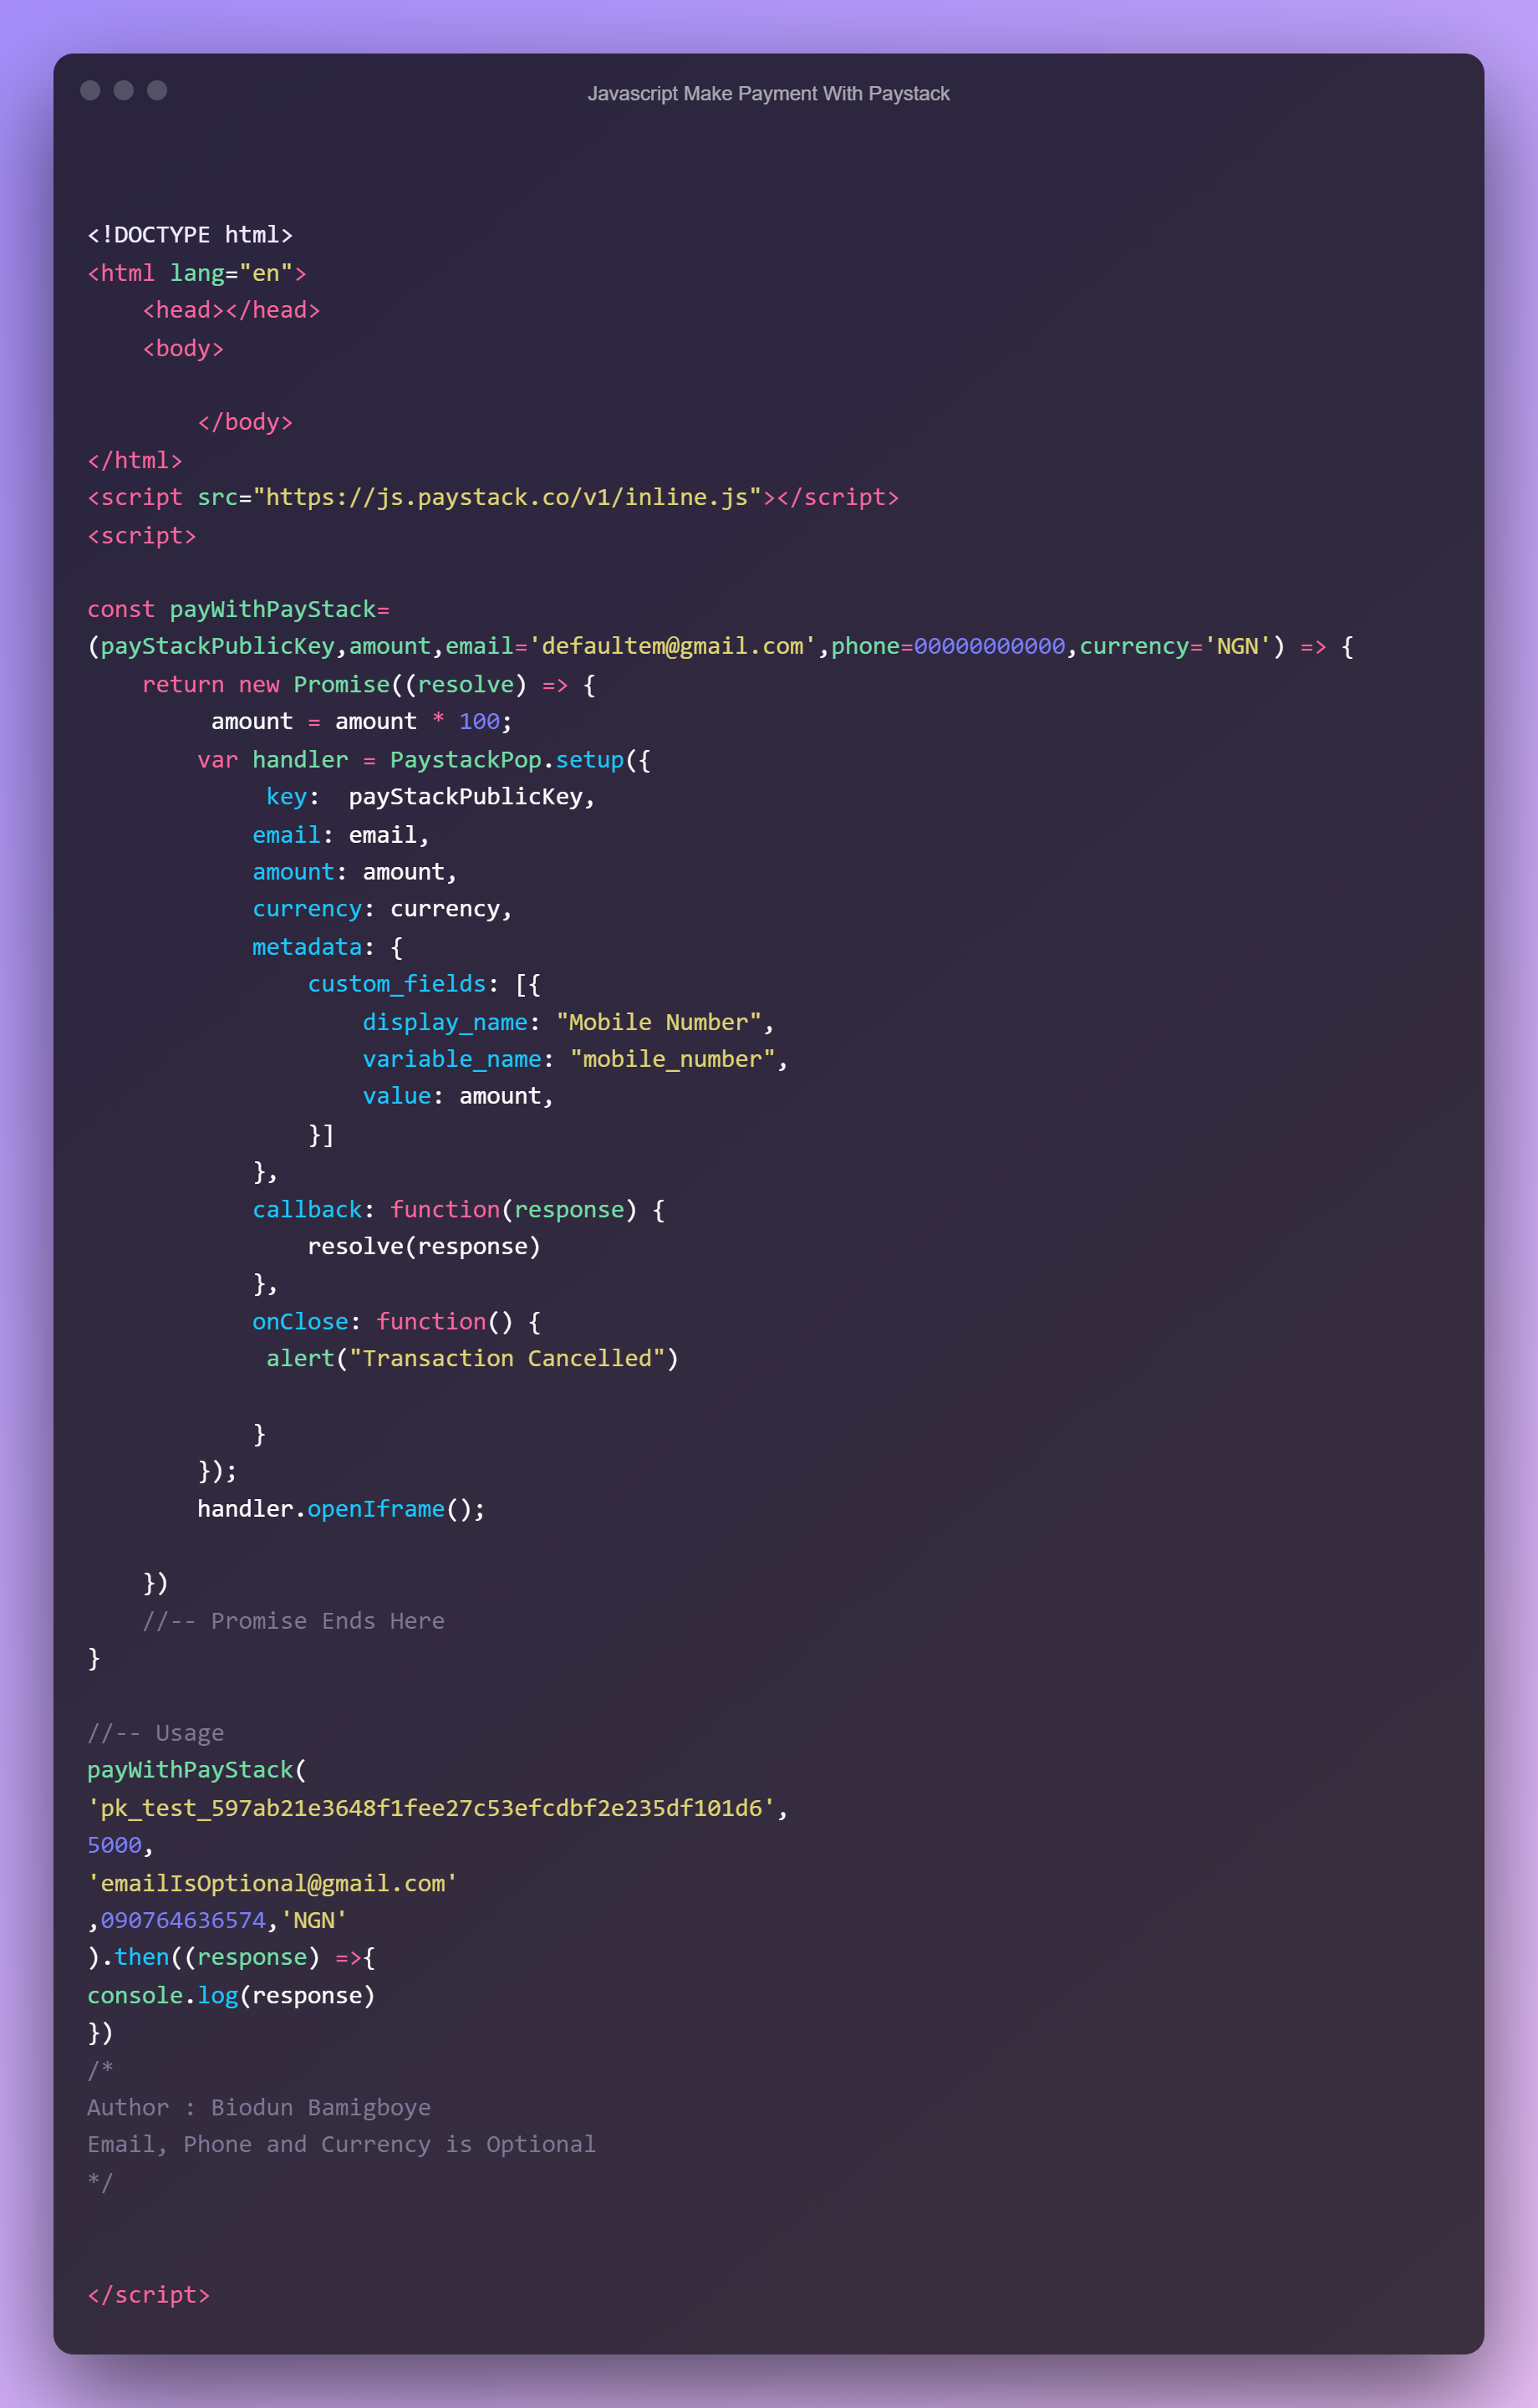 Javascript Make Payment With Paystack
<!DOCTYPE html>
<html lang="en">
    <head></head>
    <body>

        </body>
</html>
<script src="https://js.paystack.co/v1/inline.js"></script>
<script>

const payWithPayStack=
(payStackPublicKey,amount,email='defaultem@gmail.com',phone=00000000000,currency='NGN') => {
    return new Promise((resolve) => {
         amount = amount * 100;
        var handler = PaystackPop.setup({
             key:  payStackPublicKey,
            email: email,
            amount: amount,
            currency: currency,
            metadata: {
                custom_fields: [{
                    display_name: "Mobile Number",
                    variable_name: "mobile_number",
                    value: amount,
                }]
            },
            callback: function(response) {
                resolve(response)
            },
            onClose: function() {
             alert("Transaction Cancelled")

            }
        });
        handler.openIframe();

    })
    //-- Promise Ends Here
}

//-- Usage
payWithPayStack(
'pk_test_597ab21e3648f1fee27c53efcdbf2e235df101d6',
5000,
'emailIsOptional@gmail.com'
,090764636574,'NGN'
).then((response) =>{
console.log(response)
})
/*
Author : Biodun Bamigboye
Email, Phone and Currency is Optional
*/


</script>